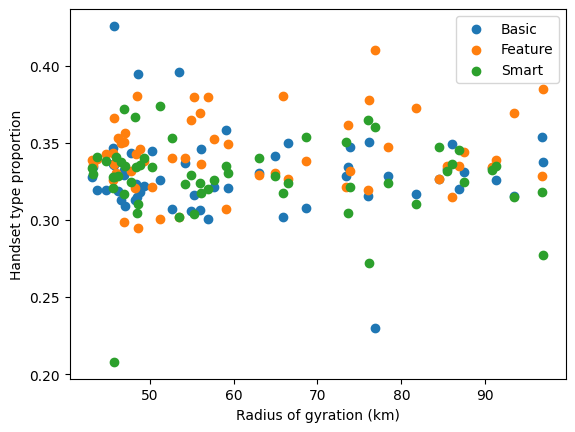 Basic
Feature
Smart
0.40
0.35
0.30
0.25
0.20
Handset type proportion
50 60 70 80 90
Radius of gyration (km)